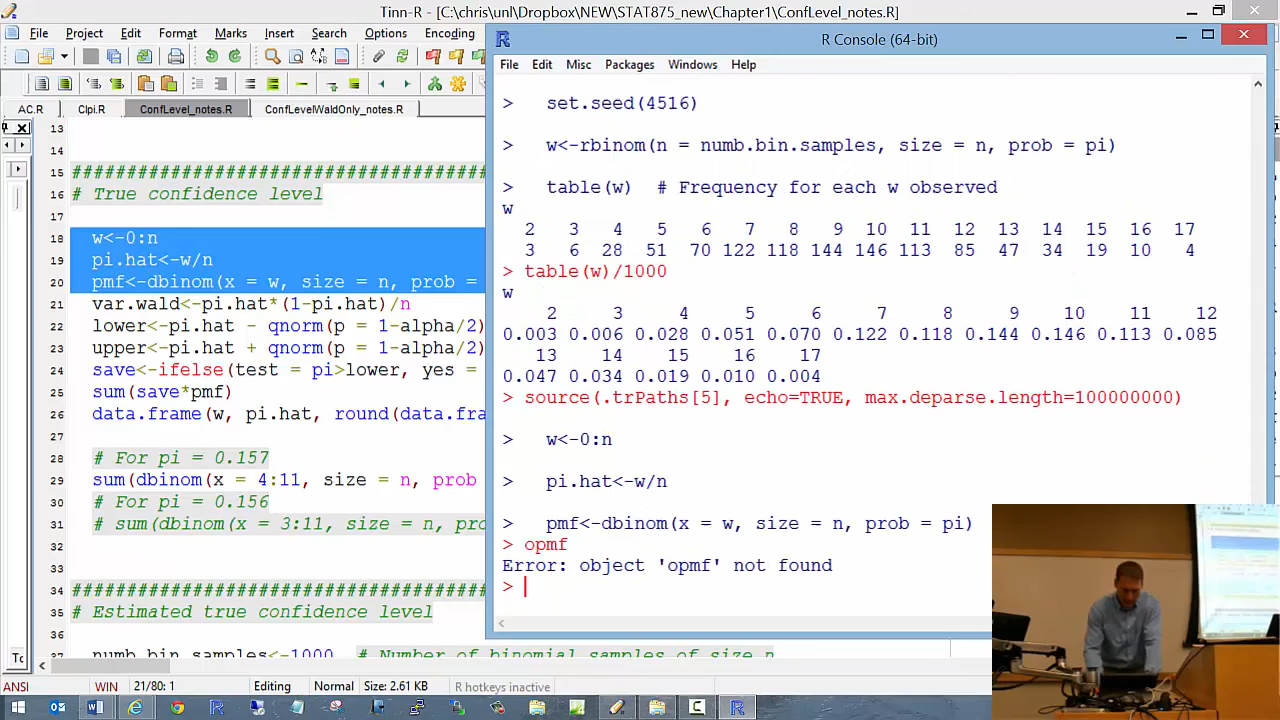 Tinn-R - [C:\chris\unl\Dropbox\NEW\STAT875_new\Chapter1\ConfLevel_notes.R]
File Project Edit Format Marks Insert Search Options Encoding
AC.R CIpi.R ConfLevel_notes.R ConfLevelWaldOnly_notes.R
13
14
15 ######################################
16 # True confidence level
17
18 w<-0:n
19 pi.hat<-w/n
20 pmf<-dbinom(x = w, size = n, prob =
21 var.wald<-pi.hat*(1-pi.hat)/n
22 lower<-pi.hat - qnorm(p = 1-alpha/2)
23 upper<-pi.hat + qnorm(p = 1-alpha/2)
24 save<-ifelse(test = pi>lower, yes =
25 sum(save*pmf)
26 data.frame(w, pi.hat, round(data.fra
27
28 # For pi = 0.157
29 sum(dbinom(x = 4:11, size = n, prob
30 # For pi = 0.156
31 # sum(dbinom(x = 3:11, size = n, pro
32
33
34 ######################################
35 # Estimated true confidence level
36
37 numb.bin.samples<-1000 # Number of binomial samples of size n
To
ANSI WIN 21/80: 1 Editing Normal Size: 2.61 KB R hotkeys inactive
R Console (64-bit)
File Edit Misc Packages Windows Help
> set.seed(4516)
> w<-rbinom(n = numb.bin.samples, size = n, prob = pi)
> table(w) # Frequency for each w observed
w
2 3 4 5 6 7 8 9 10 11 12 13 14 15 16 17
3 6 28 51 70 122 118 144 146 113 85 47 34 19 10 4
> table(w)/1000
w
2 3 4 5 6 7 8 9 10 11 12
0.003 0.006 0.028 0.051 0.070 0.122 0.118 0.144 0.146 0.113 0.085
13 14 15 16 17
0.047 0.034 0.019 0.010 0.004
> source(.trPaths[5], echo=TRUE, max.deparse.length=100000000)
> w<-0:n
> pi.hat<-w/n
> pmf<-dbinom(x = w, size = n, prob = pi)
> opmf
Error: object 'opmf' not found
>